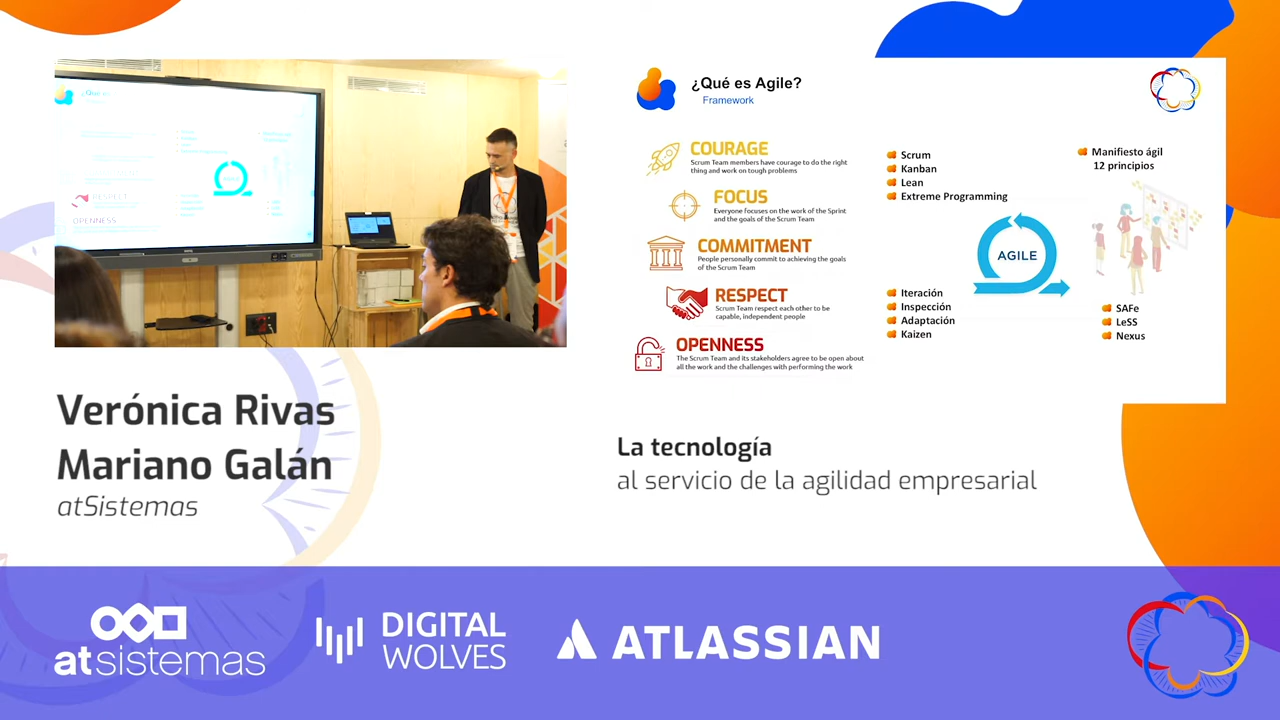 ¿Qué es Agile?
Framework
COURAGE
Scrum Team members have courage to do the right
thing and work on tough problems
FOCUS
Everyone focuses on the work of the Sprint
and the goals of the Scrum Team
COMMITMENT
People personally commit to achieving the goals
of the Scrum Team
RESPECT
Scrum Team respect each other to be
capable, independent people
OPENNESS
The Scrum Team and its stakeholders agree to be open about
all the work and the challenges with performing the work
Scrum
Kanban
Lean
Extreme Programming
AGILE
Iteración
Inspección
Adaptación
Kaizen
Manifiesto ágil
12 principios
SAFe
LeSS
Nexus
¿Qué es
RESPECT
OPENNESS
Verónica Rivas
Mariano Galán
atSistemas
La tecnología
al servicio de la agilidad empresarial
atsistemas
DIGITAL
WOLVES
ATLASSIAN